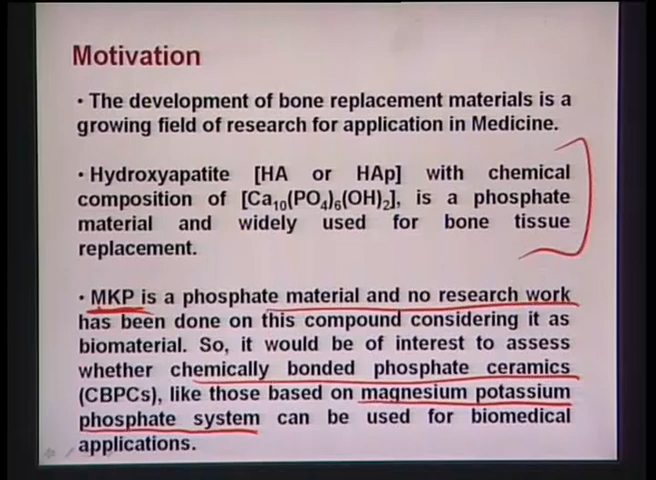 Motivation
• The development of bone replacement materials is a
growing field of research for application in Medicine.
• Hydroxyapatite [HA or HAp] with chemical
composition of [Ca10(PO4)6(OH)2], is a phosphate
material and widely used for bone tissue
replacement.
• MKP is a phosphate material and no research work
has been done on this compound considering it as
biomaterial. So, it would be of interest to assess
whether chemically bonded phosphate ceramics
(CBPCs), like those based on magnesium potassium
phosphate system can be used for biomedical
applications.